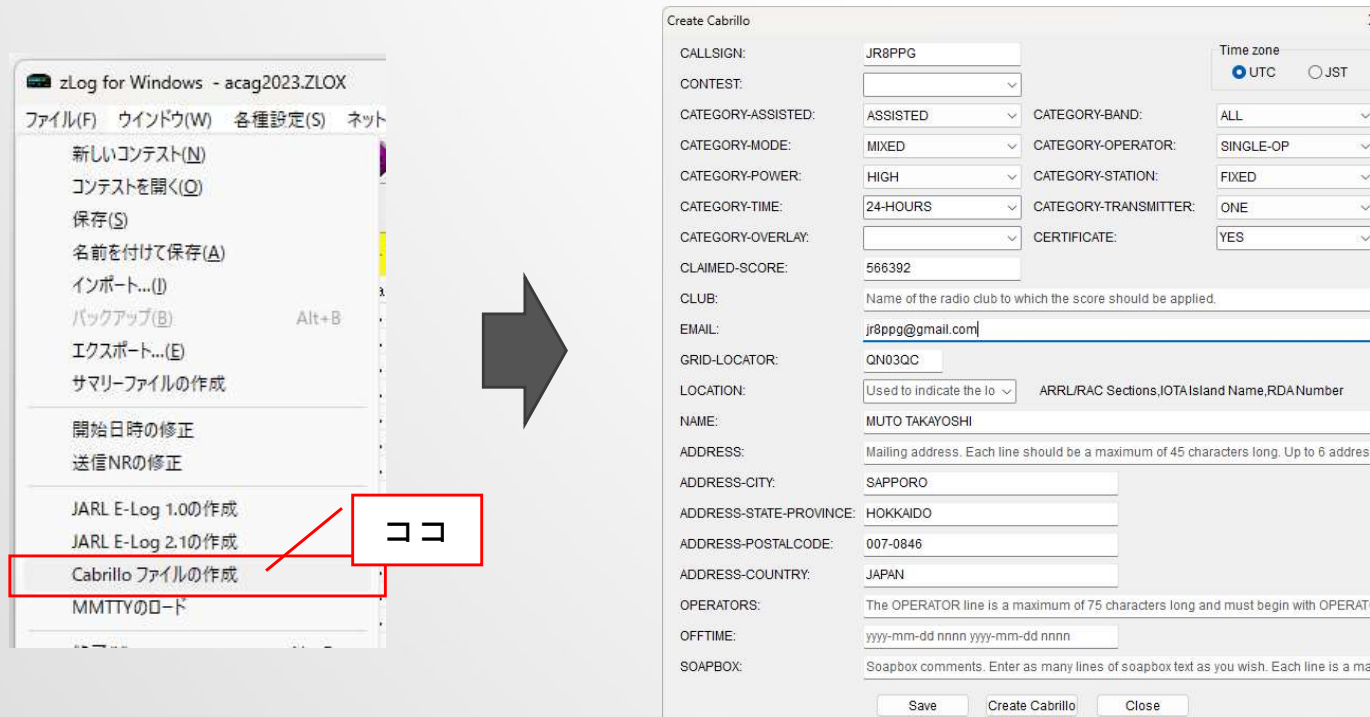 zLog for Windows - acag2023.ZLOX
ファイル(F) ウインドウ(W) 各種設定(S) ネット
新しいコンテスト(N)
コンテストを開く(O)
保存(S)
名前を付けて保存(A)
インポート...(I)
バックアップ(B) Alt+B
エクスポート...(E)
サマリーファイルの作成
開始日時の修正
送信NRの修正
JARL E-Log 1.0の作成
JARL E-Log 2.1の作成
Cabrillo ファイルの作成
MMTTYのロード
ココ
Create Cabrillo
CALLSIGN: JR8PPG
Time zone
UTC JST
CONTEST:
CATEGORY-ASSISTED: ASSISTED CATEGORY-BAND: ALL
CATEGORY-MODE: MIXED CATEGORY-OPERATOR: SINGLE-OP
CATEGORY-POWER: HIGH CATEGORY-STATION: FIXED
CATEGORY-TIME: 24-HOURS CATEGORY-TRANSMITTER: ONE
CATEGORY-OVERLAY: CERTIFICATE: YES
CLAIMED-SCORE: 566392
CLUB: Name of the radio club to which the score should be applied.
EMAIL: jr8ppg@gmail.com
GRID-LOCATOR: QN03QC
LOCATION: Used to indicate the lo ARRL/RAC Sections,IOTA Island Name,RDA Number
NAME: MUTO TAKAYOSHI
ADDRESS: Mailing address. Each line should be a maximum of 45 characters long. Up to 6 addres
ADDRESS-CITY: SAPPORO
ADDRESS-STATE-PROVINCE: HOKKAIDO
ADDRESS-POSTALCODE: 007-0846
ADDRESS-COUNTRY: JAPAN
OPERATORS: The OPERATOR line is a maximum of 75 characters long and must begin with OPERAT
OFFTIME: yyyy-mm-dd nnnn yyyy-mm-dd nnnn
SOAPBOX: Soapbox comments. Enter as many lines of soapbox text as you wish. Each line is a ma
Save Create Cabrillo Close